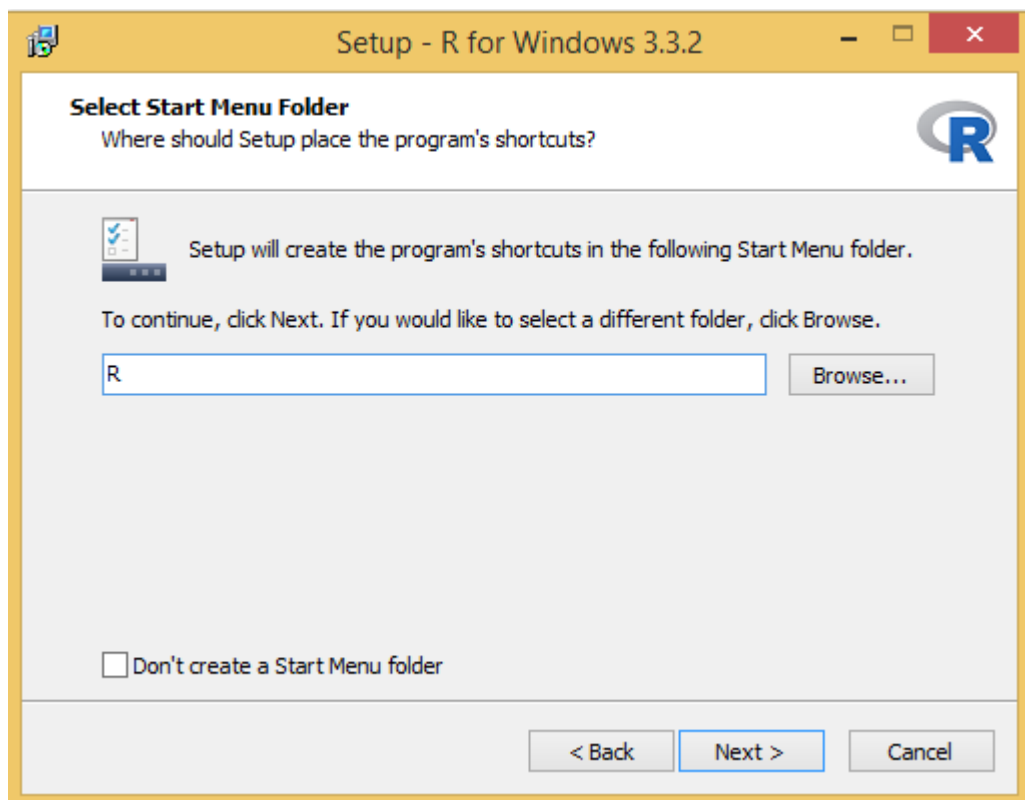 Setup - R for Windows 3.3.2
Select Start Menu Folder
Where should Setup place the program's shortcuts?
R
Setup will create the program's shortcuts in the following Start Menu folder.
To continue, click Next. If you would like to select a different folder, click Browse.
R
Browse...
Don't create a Start Menu folder
< Back
Next >
Cancel